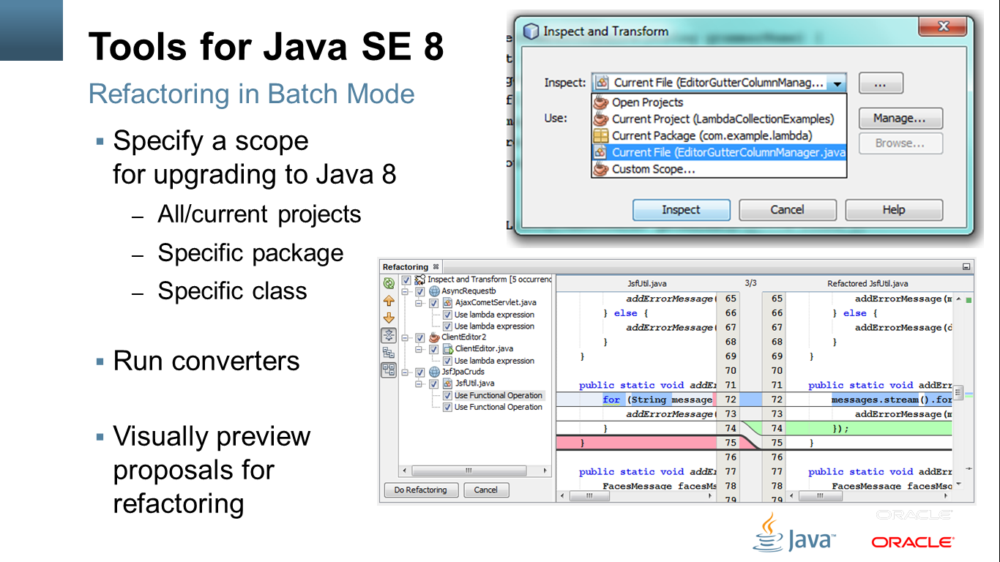 Tools for Java SE 8
Refactoring in Batch Mode
Specify a scope
for upgrading to Java 8
– All/current projects
– Specific package
– Specific class
Run converters
Visually preview
proposals for
refactoring
Inspect and Transform
Inspect: Current File (EditorGutterColumnManag... ...
Open Projects
Use: Current Project (LambdaCollectionExamples) Manage...
Current Package (com.example.lambda)
Browse...
Current File (EditorGutterColumnManager.java
Custom Scope...
Inspect Cancel Help
Refactoring
Inspect and Transform [5 occurrenc
AsyncRequestb
AjaxCometServlet.java
Use lambda expression
Use lambda expression
ClientEditor2
ClientEditor.java
Use lambda expression
JsfJpaCruds
JsfUtil.java
Use Functional Operation
Use Functional Operation
Do Refactoring Cancel
JsfUtil.java 3/3 Refactored JsfUtil.java
addErrorMessage( 65 65 addErrorMessage(m
} else { 66 66 } else {
addErrorMessage( 67 67 addErrorMessage(d
} 68 68 }
} 69 69 }
70 70
public static void addEr 71 71 public static void addErr
for (String message 72 72 messages.stream().for
addErrorMessage( 73 73 addErrorMessage(m
} 74 74 });
} 75 75 }
76 76
public static void addEr 77 77 public static void addErr
FacesMessage facesMs 78 78 FacesMessage facesMsg
79 79
ORACLE
Java™
ORACLE®